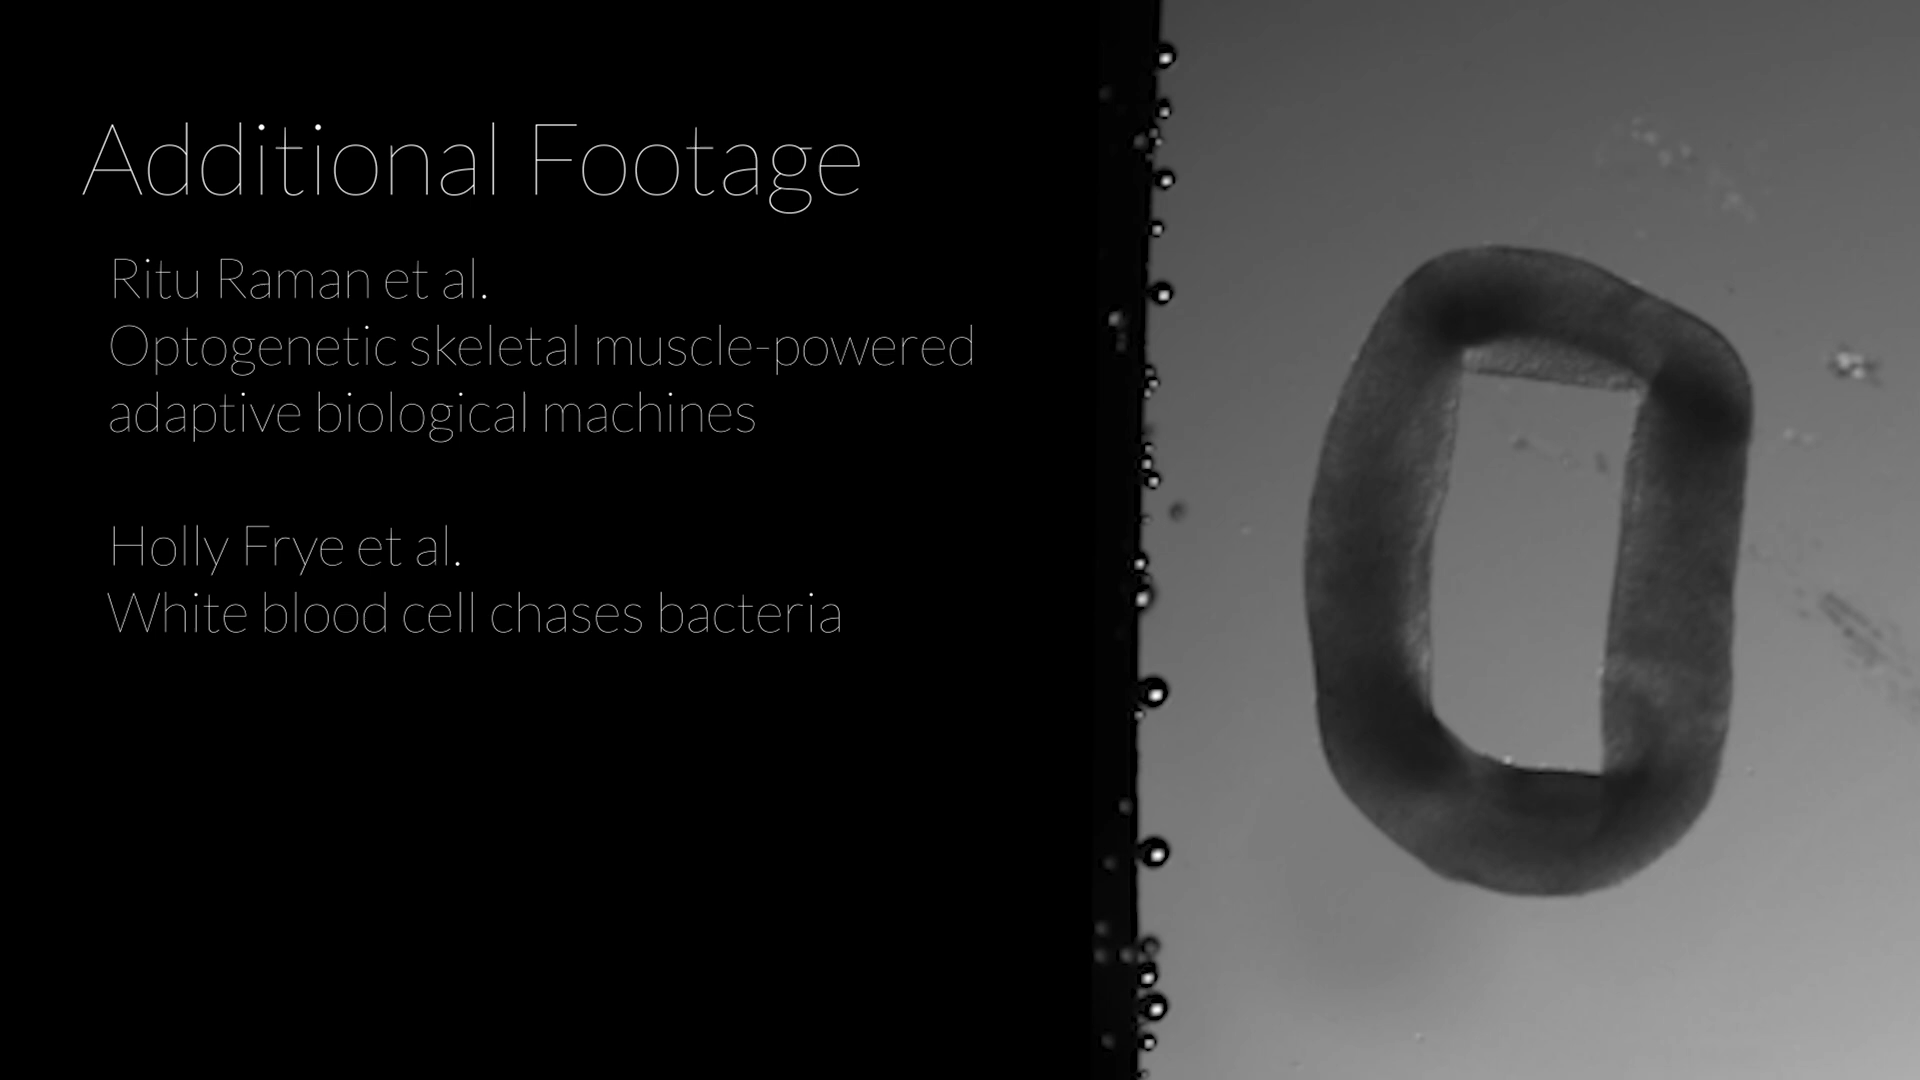 Additional Footage
Ritu Raman et al.
Optogenetic skeletal muscle-powered
adaptive biological machines
Holly Frye et al.
White blood cell chases bacteria